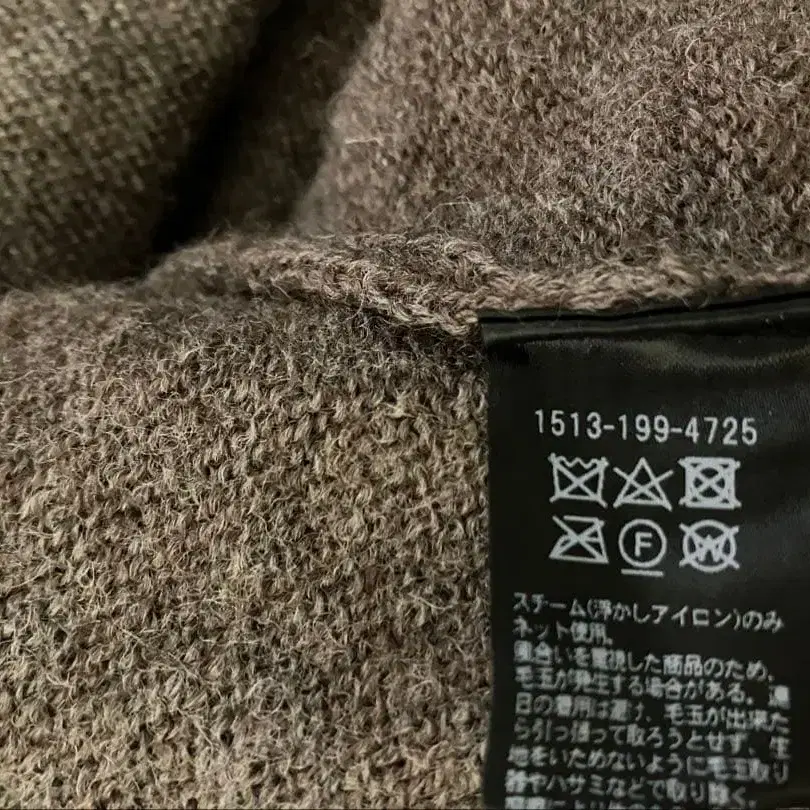 1513-199-4725
F
W
スチーム(浮かしアイロン)のみ
ネット使用。
風合いを重視した商品のため、
毛玉が発生する場合がある。連
日の着用は避け、毛玉が出来た
ら引っ張って取ろうとせず、生
地をいためないように毛玉取り
器やハサミなどで取り除く。